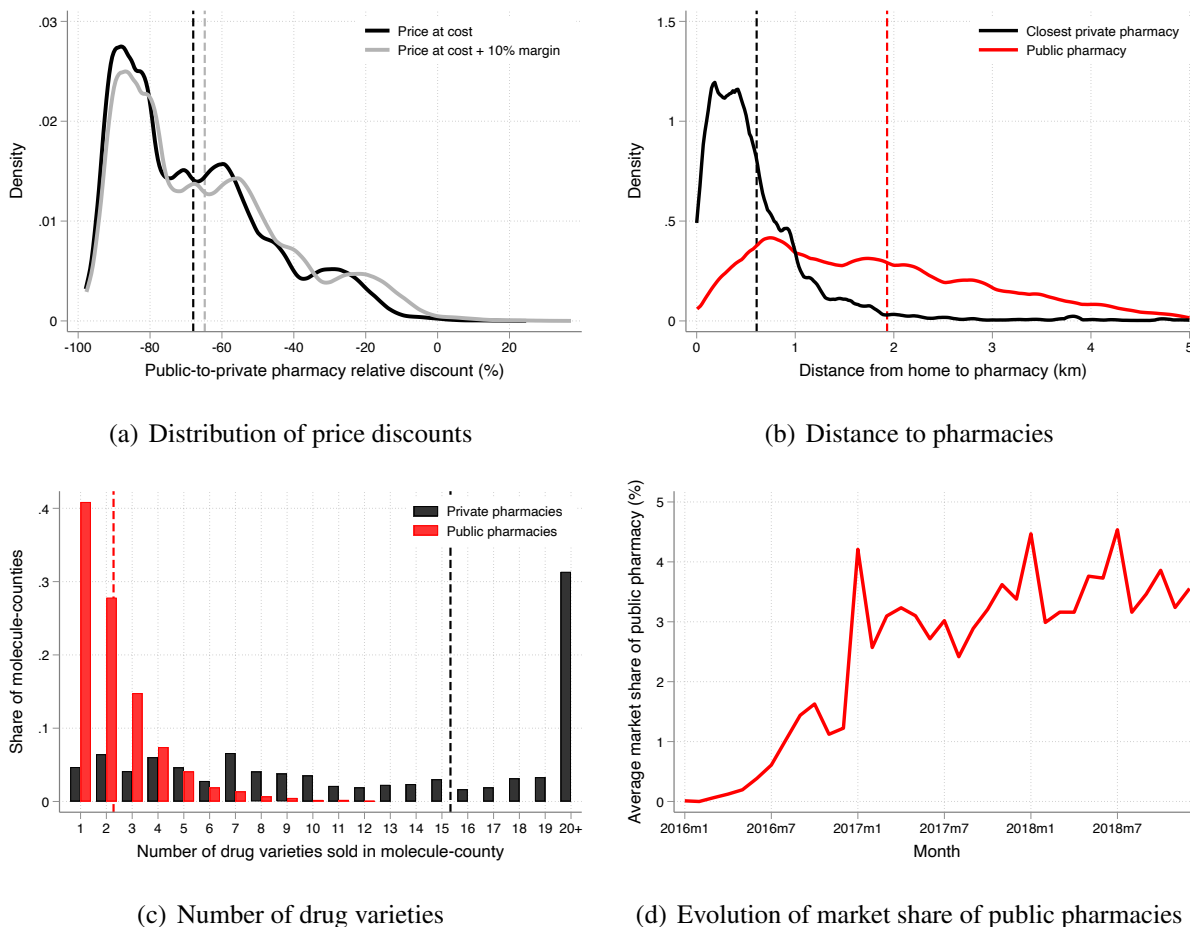 .03
.02
.01
0
Density
Price at cost
Price at cost + 10% margin
-100 -80 -60 -40 -20 0 20
Public-to-private pharmacy relative discount (%)
(a) Distribution of price discounts
1.5
1
.5
0
Density
Closest private pharmacy
Public pharmacy
0 1 2 3 4 5
Distance from home to pharmacy (km)
(b) Distance to pharmacies
.4
.3
.2
.1
0
Share of molecule-counties
Private pharmacies
Public pharmacies
1 2 3 4 5 6 7 8 9 10 11 12 13 14 15 16 17 18 19 20+
Number of drug varieties sold in molecule-county
(c) Number of drug varieties
5
4
3
2
1
0
Average market share of public pharmacy (%)
2016m1 2016m7 2017m1 2017m7 2018m1 2018m7
Month
(d) Evolution of market share of public pharmacies